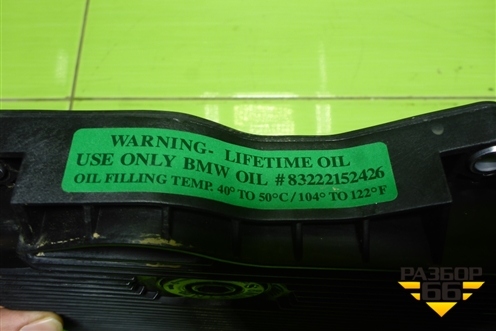 WARNING- LIFETIME OIL
USE ONLY BMW OIL #83222152426
OIL FILLING TEMP. 40° TO 50°C / 104° TO 122°F
РАЗБОР
66